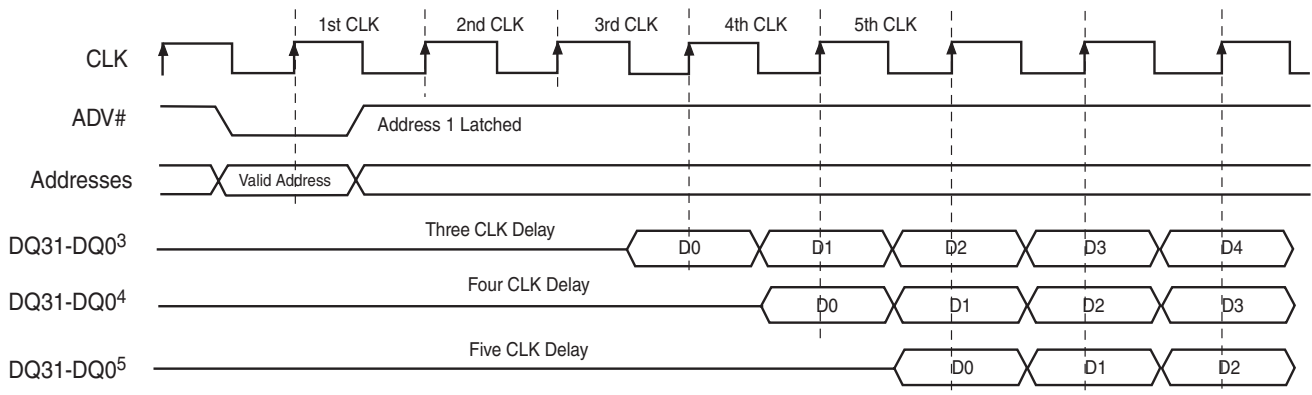 1st CLK 2nd CLK 3rd CLK 4th CLK 5th CLK
CLK
ADV# Address 1 Latched
Addresses Valid Address
Three CLK Delay
DQ31-DQ0³ D0 D1 D2 D3 D4
Four CLK Delay
DQ31-DQ0⁴ D0 D1 D2 D3
Five CLK Delay
DQ31-DQ0⁵ D0 D1 D2